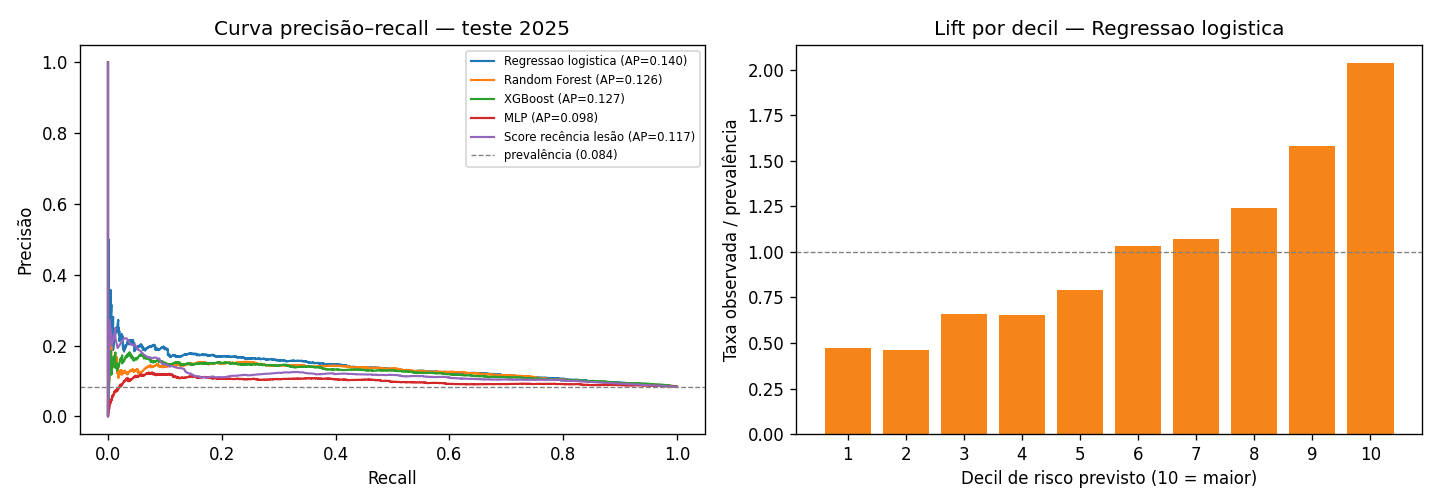 Curva precisão–recall — teste 2025
Precisão
1.0
0.8
0.6
0.4
0.2
0.0
Regressao logistica (AP=0.140)
Random Forest (AP=0.126)
XGBoost (AP=0.127)
MLP (AP=0.098)
Score recência lesão (AP=0.117)
prevalência (0.084)
0.0 0.2 0.4 0.6 0.8 1.0
Recall
Lift por decil — Regressao logistica
Taxa observada / prevalência
2.00
1.75
1.50
1.25
1.00
0.75
0.50
0.25
0.00
1 2 3 4 5 6 7 8 9 10
Decil de risco previsto (10 = maior)